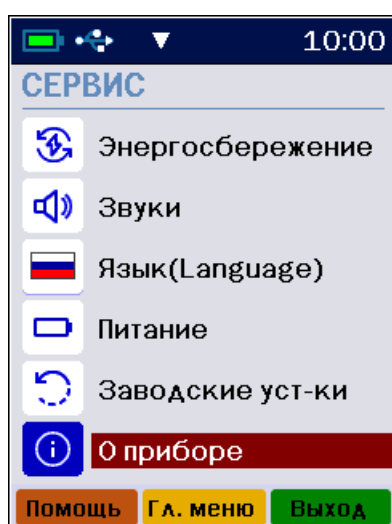 10:00
СЕРВИС
Энергосбережение
Звуки
Язык(Language)
Питание
Заводские уст-ки
О приборе
Помощь Гл. меню Выход